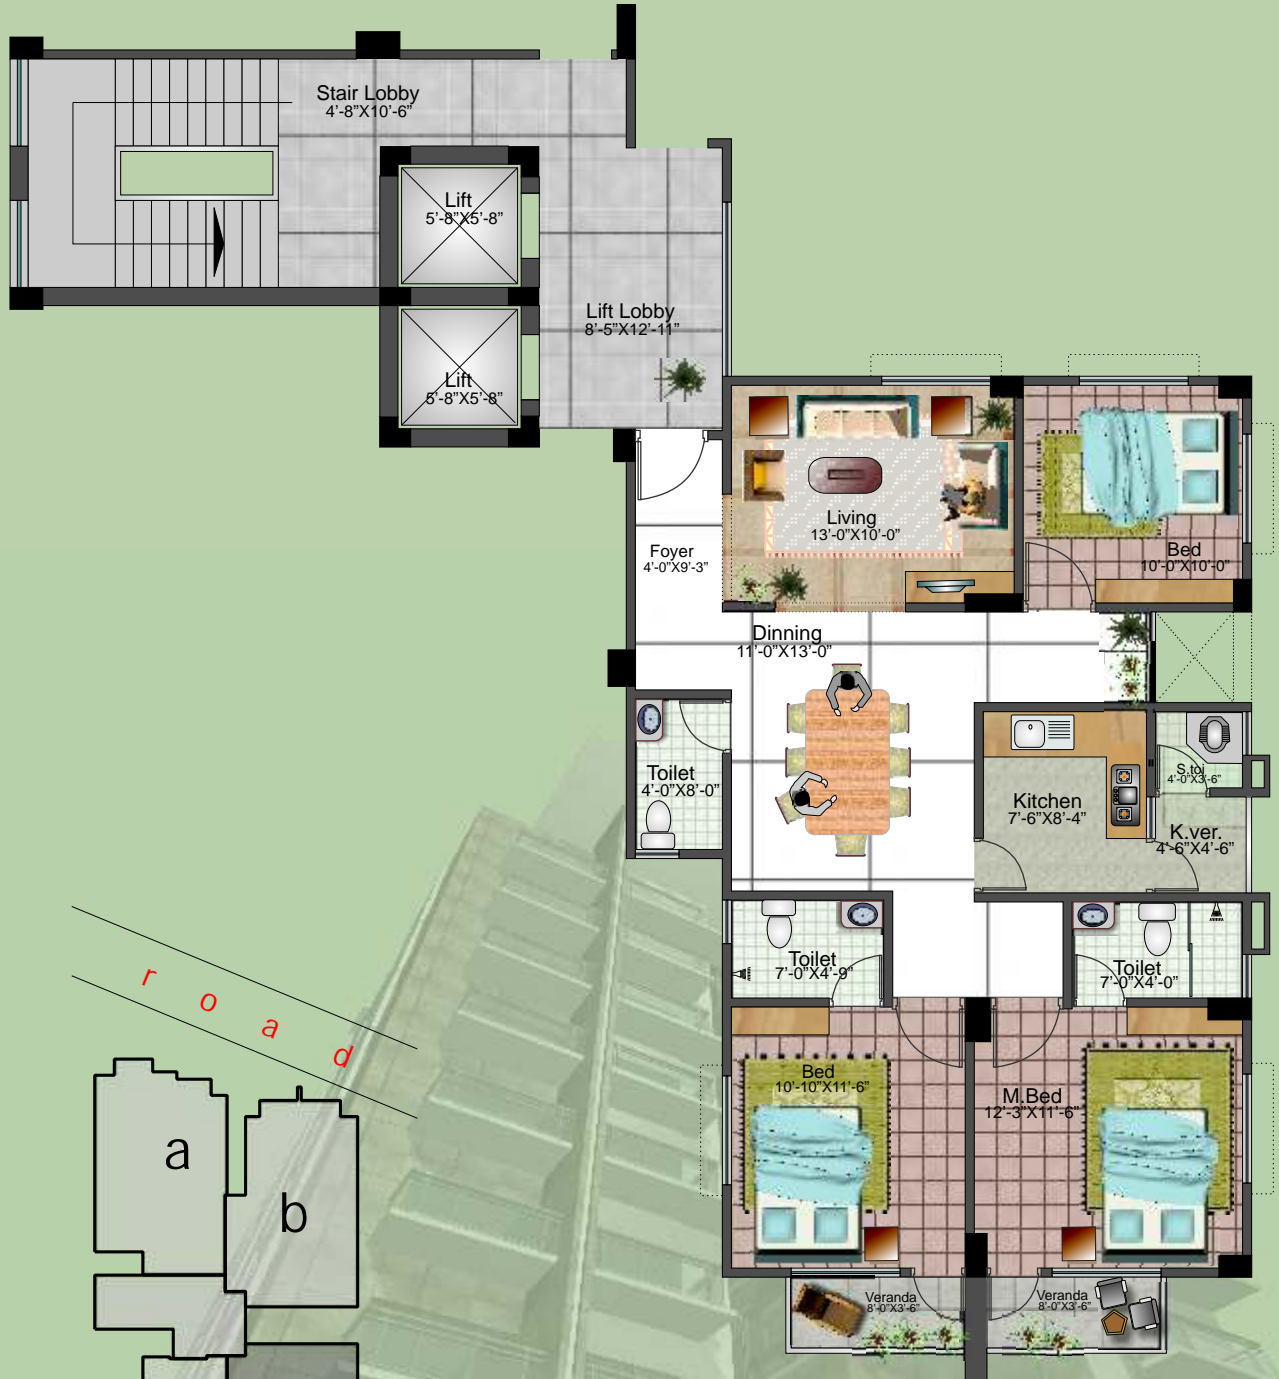 Stair Lobby
4'-8"X10'-6"
Lift
5'-8"X5'-8"
Lift Lobby
8'-5"X12'-11"
Lift
5'-8"X5'-8"
Living
13'-0"X10'-0"
Foyer
4'-0"X9'-3"
Bed
10'-0"X10'-0"
Dinning
11'-0"X13'-0"
Toilet
4'-0"X8'-0"
Kitchen
7'-6"X8'-4"
S.toi
4'-0"X3'-6"
K.ver.
4'-6"X4'-6"
Toilet
7'-0"X4'-9"
Toilet
7'-0"X4'-0"
road
Bed
10'-10"X11'-6"
M.Bed
12'-3"X11'-6"
a
b
Veranda
8'-0"X3'-6"
Veranda
8'-0"X3'-6"